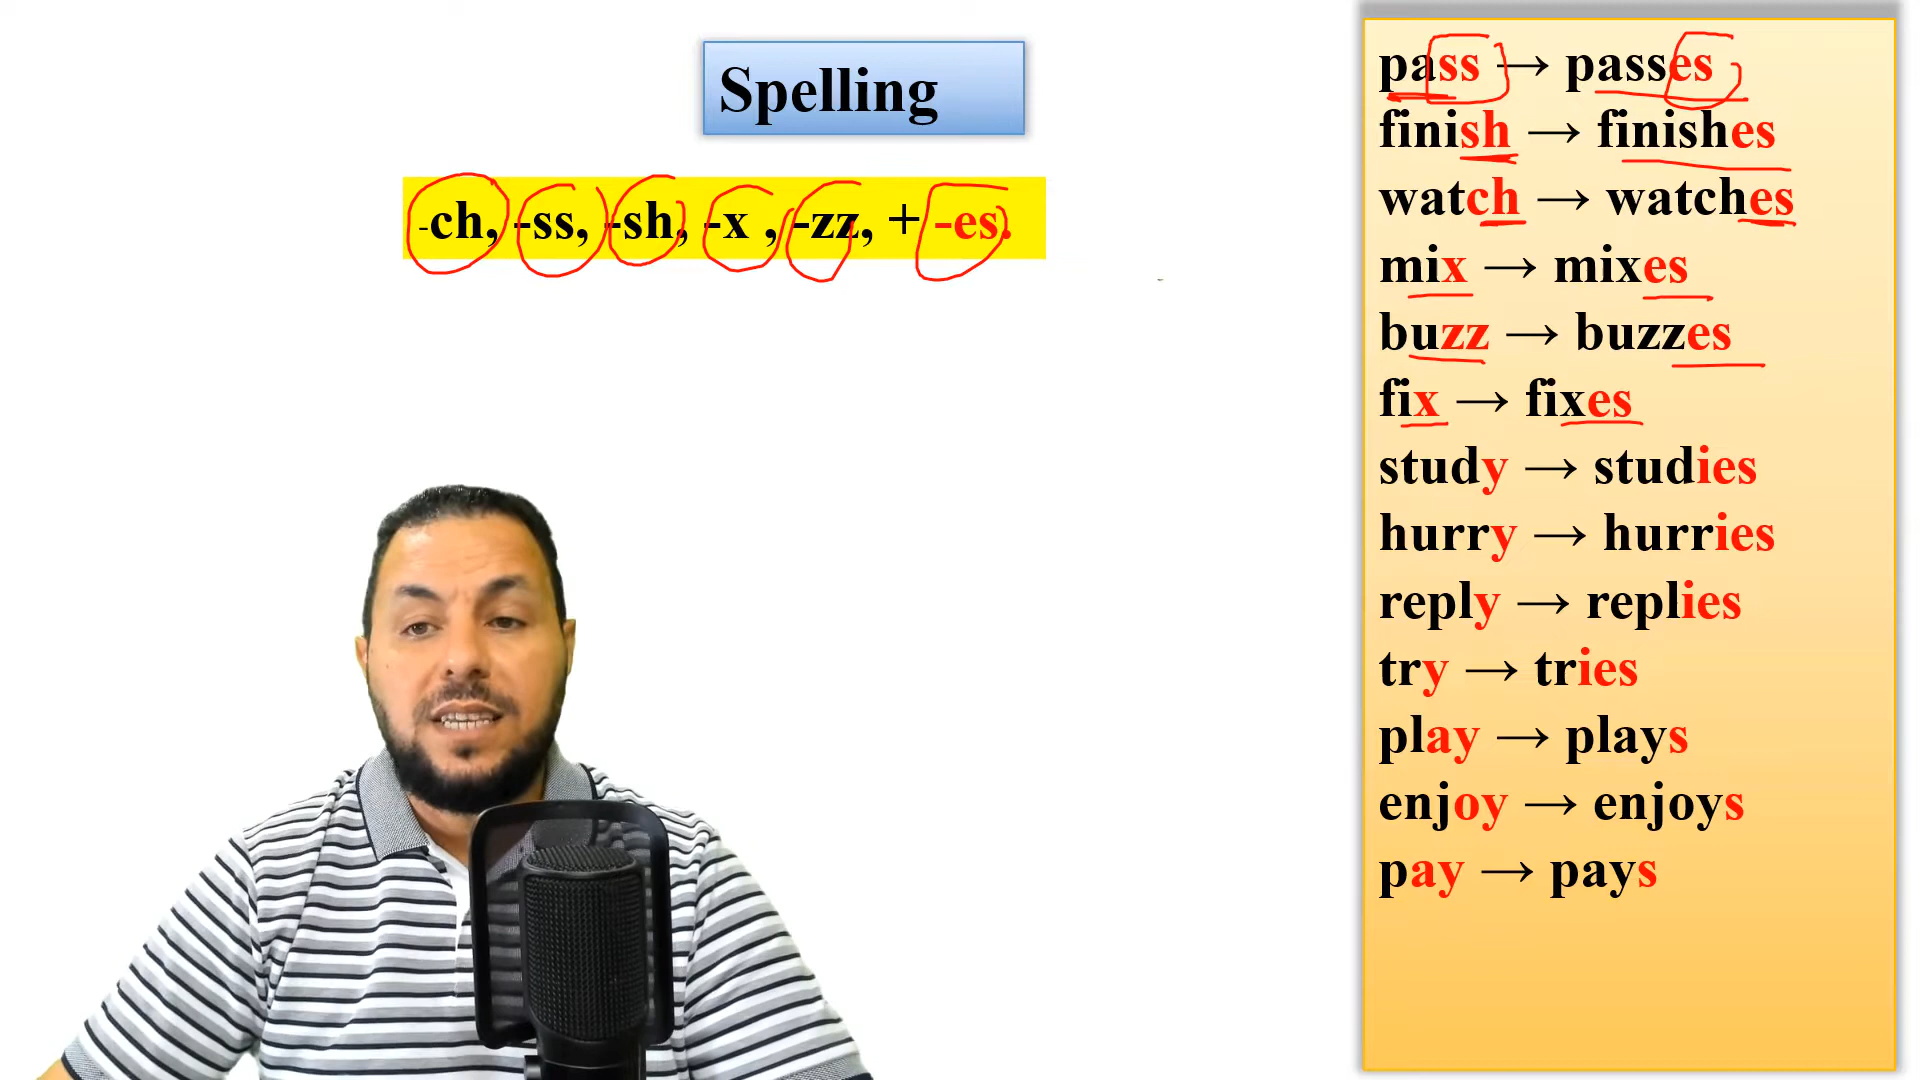 Spelling
-ch, -ss, -sh, -x , -zz, + -es.
pass → passes
finish → finishes
watch → watches
mix → mixes
buzz → buzzes
fix → fixes
study → studies
hurry → hurries
reply → replies
try → tries
play → plays
enjoy → enjoys
pay → pays